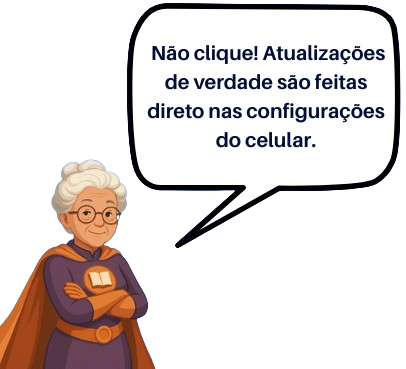 Não clique! Atualizações
de verdade são feitas
direto nas configurações
do celular.